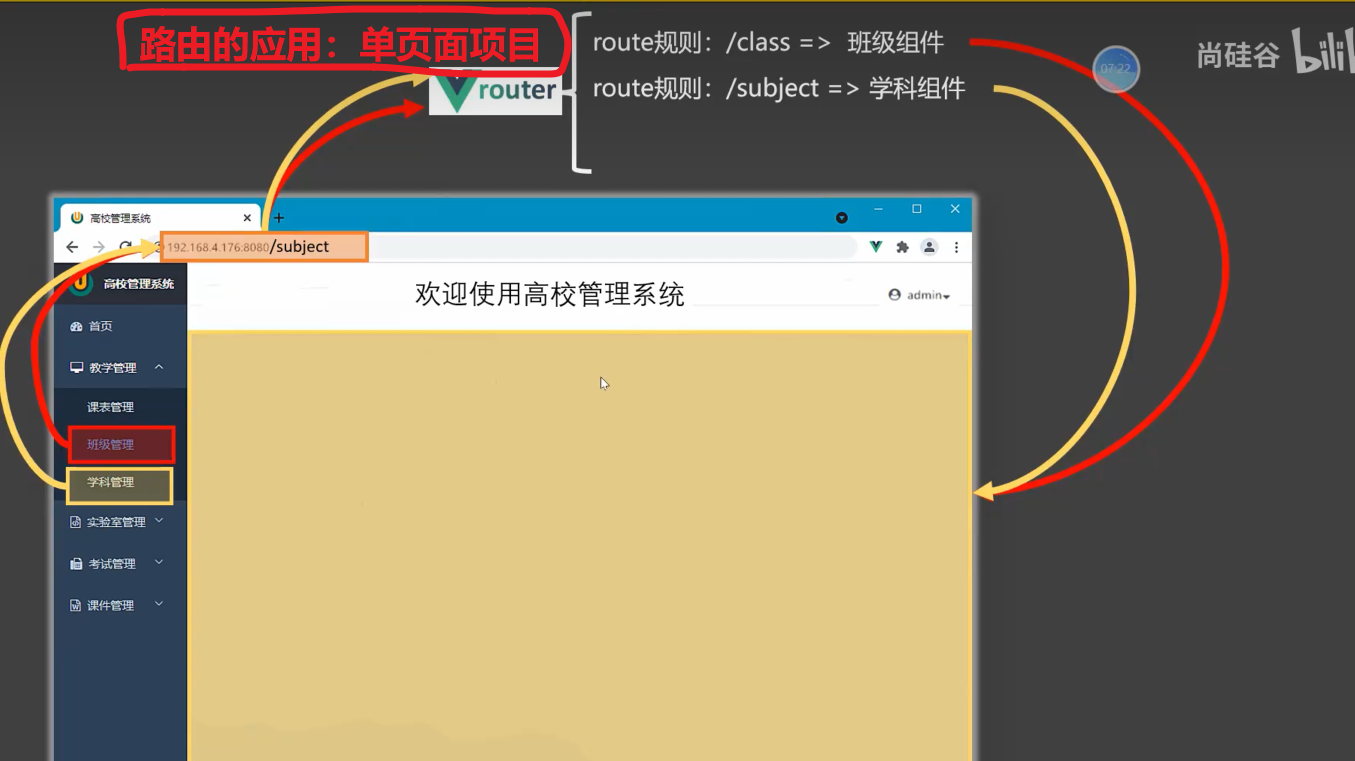 路由的应用：单页面项目
route规则：/class => 班级组件
route规则：/subject => 学科组件
router
07:22
尚硅谷 bilibili
高校管理系统
192.168.4.176:8080/subject
高校管理系统
欢迎使用高校管理系统
admin
首页
教学管理
课表管理
班级管理
学科管理
实验室管理
考试管理
课件管理